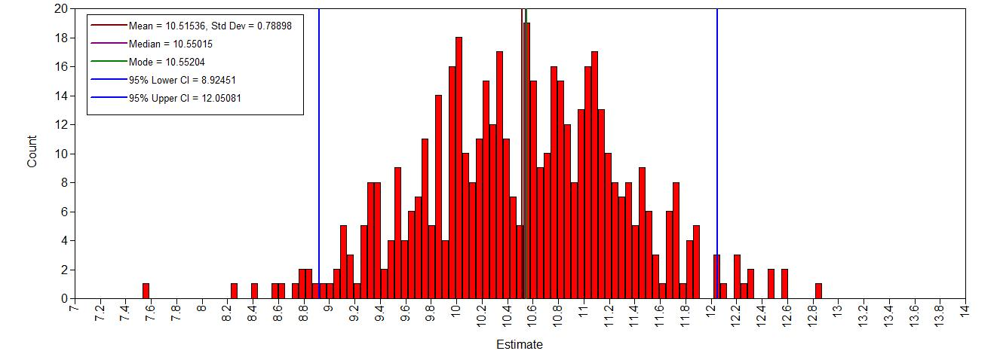 20
18
16
14
12
10
8
6
4
2
0
Count
Mean = 10.51536, Std Dev = 0.78898
Median = 10.55015
Mode = 10.55204
95% Lower CI = 8.92451
95% Upper CI = 12.05081
7 7.2 7.4 7.6 7.8 8 8.2 8.4 8.6 8.8 9 9.2 9.4 9.6 9.8 10 10.2 10.4 10.6 10.8 11 11.2 11.4 11.6 11.8 12 12.2 12.4 12.6 12.8 13 13.2 13.4 13.6 13.8 14
Estimate